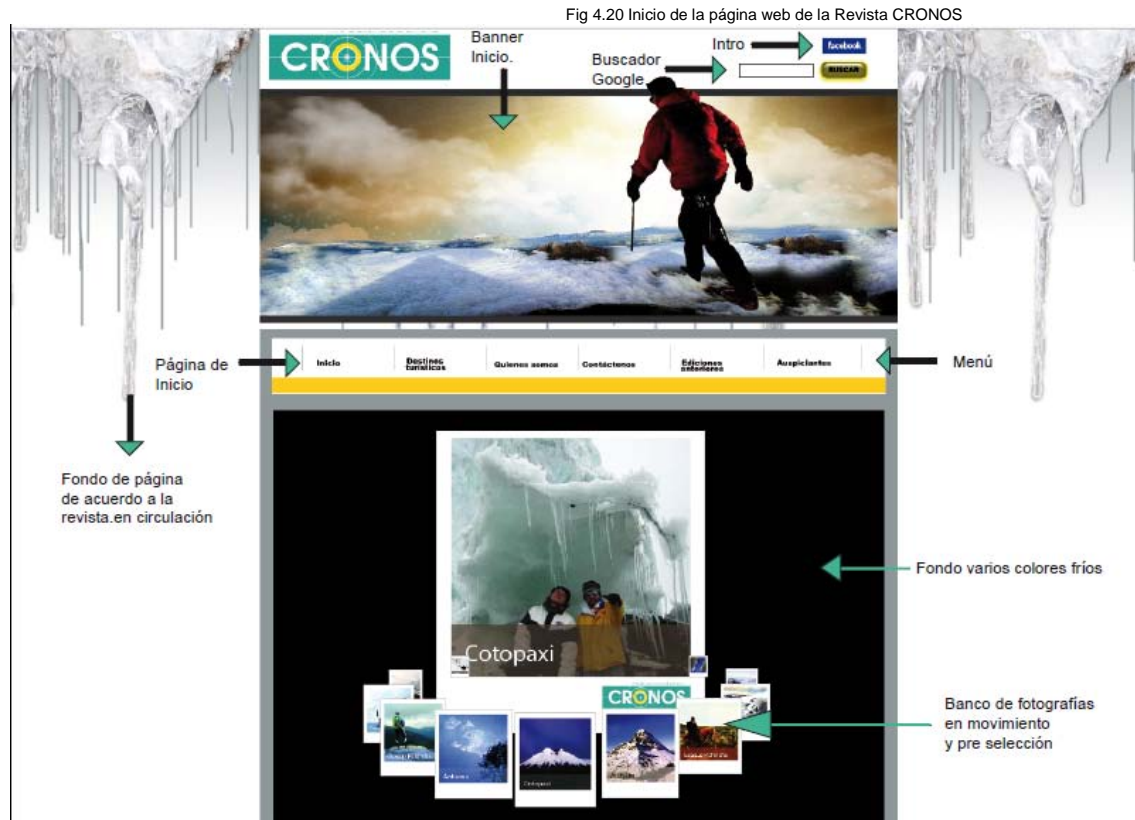 Fig 4.20 Inicio de la página web de la Revista CRONOS
CRONOS
Banner
Inicio.
Intro
facebook
Buscador
Google
BUSCAR
Página de
Inicio
Inicio
Destinos
turísticos
Quienes somos
Contáctenos
Ediciones
anteriores
Auspiciantes
Menú
Fondo de página
de acuerdo a la
revista.en circulación
Fondo varios colores fríos
Cotopaxi
CRONOS
Banco de fotografías
en movimiento
y pre selección
Cotopaxi